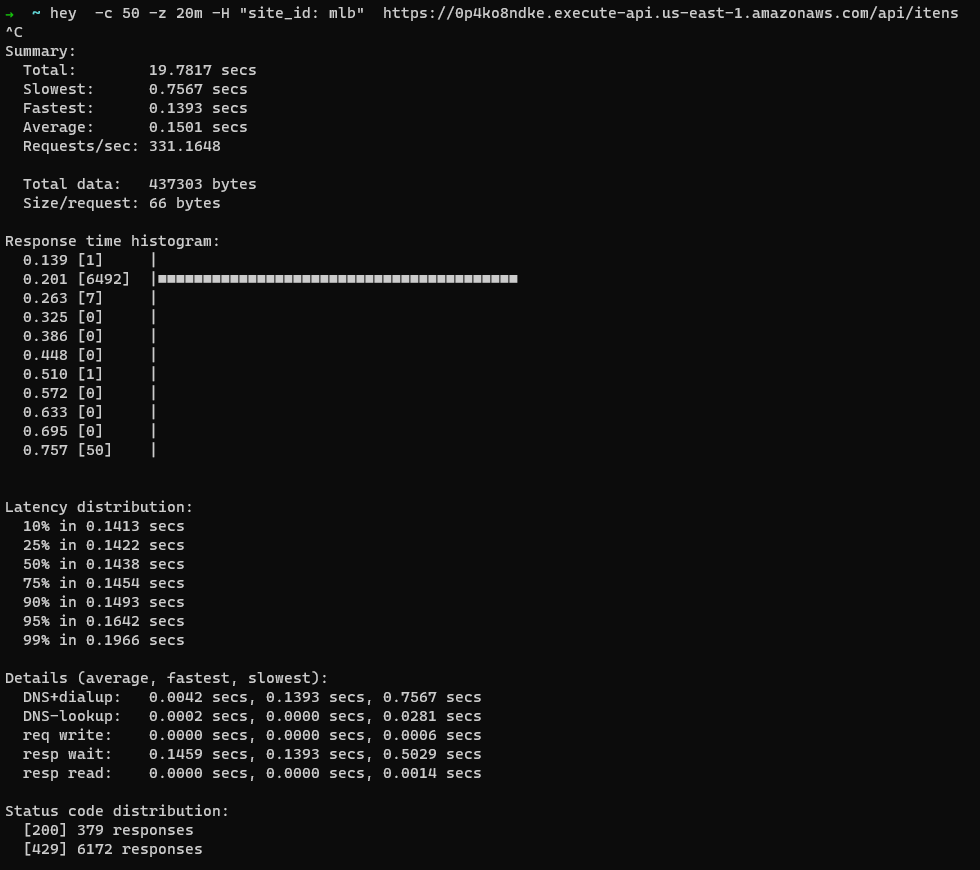 →  ~ hey  -c 50 -z 20m -H "site_id: mlb"  https://0p4ko8ndke.execute-api.us-east-1.amazonaws.com/api/itens
^C
Summary:
  Total:        19.7817 secs
  Slowest:      0.7567 secs
  Fastest:      0.1393 secs
  Average:      0.1501 secs
  Requests/sec: 331.1648

  Total data:   437303 bytes
  Size/request: 66 bytes

Response time histogram:
  0.139 [1]     |
  0.201 [6492]  |■■■■■■■■■■■■■■■■■■■■■■■■■■■■■■■■■■■■■■■■
  0.263 [7]     |
  0.325 [0]     |
  0.386 [0]     |
  0.448 [0]     |
  0.510 [1]     |
  0.572 [0]     |
  0.633 [0]     |
  0.695 [0]     |
  0.757 [50]    |


Latency distribution:
  10% in 0.1413 secs
  25% in 0.1422 secs
  50% in 0.1438 secs
  75% in 0.1454 secs
  90% in 0.1493 secs
  95% in 0.1642 secs
  99% in 0.1966 secs

Details (average, fastest, slowest):
  DNS+dialup:   0.0042 secs, 0.1393 secs, 0.7567 secs
  DNS-lookup:   0.0002 secs, 0.0000 secs, 0.0281 secs
  req write:    0.0000 secs, 0.0000 secs, 0.0006 secs
  resp wait:    0.1459 secs, 0.1393 secs, 0.5029 secs
  resp read:    0.0000 secs, 0.0000 secs, 0.0014 secs

Status code distribution:
  [200] 379 responses
  [429] 6172 responses